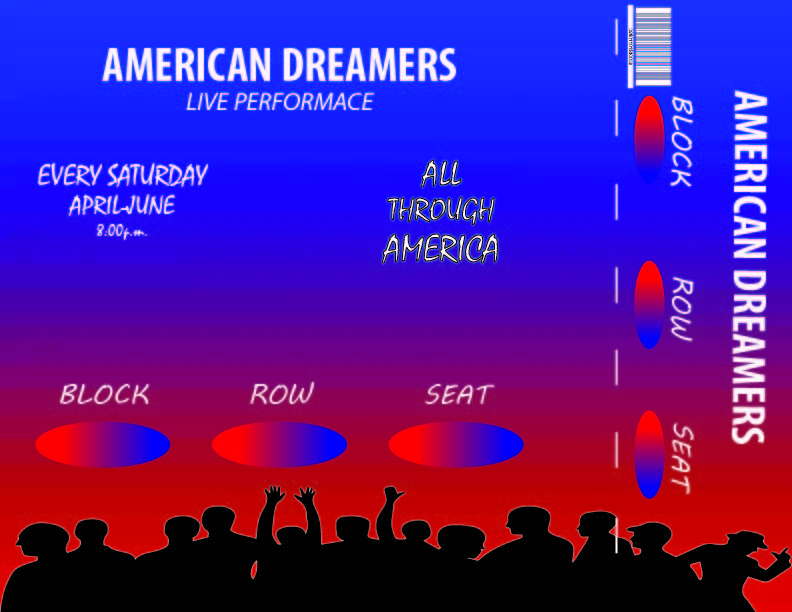 AMERICAN DREAMERS
LIVE PERFORMACE
EVERY SATURDAY
APRIL-JUNE
8:00p.m.
ALL
THROUGH
AMERICA
BLOCK
ROW
SEAT
BLOCK
ROW
SEAT
AMERICAN DREAMERS